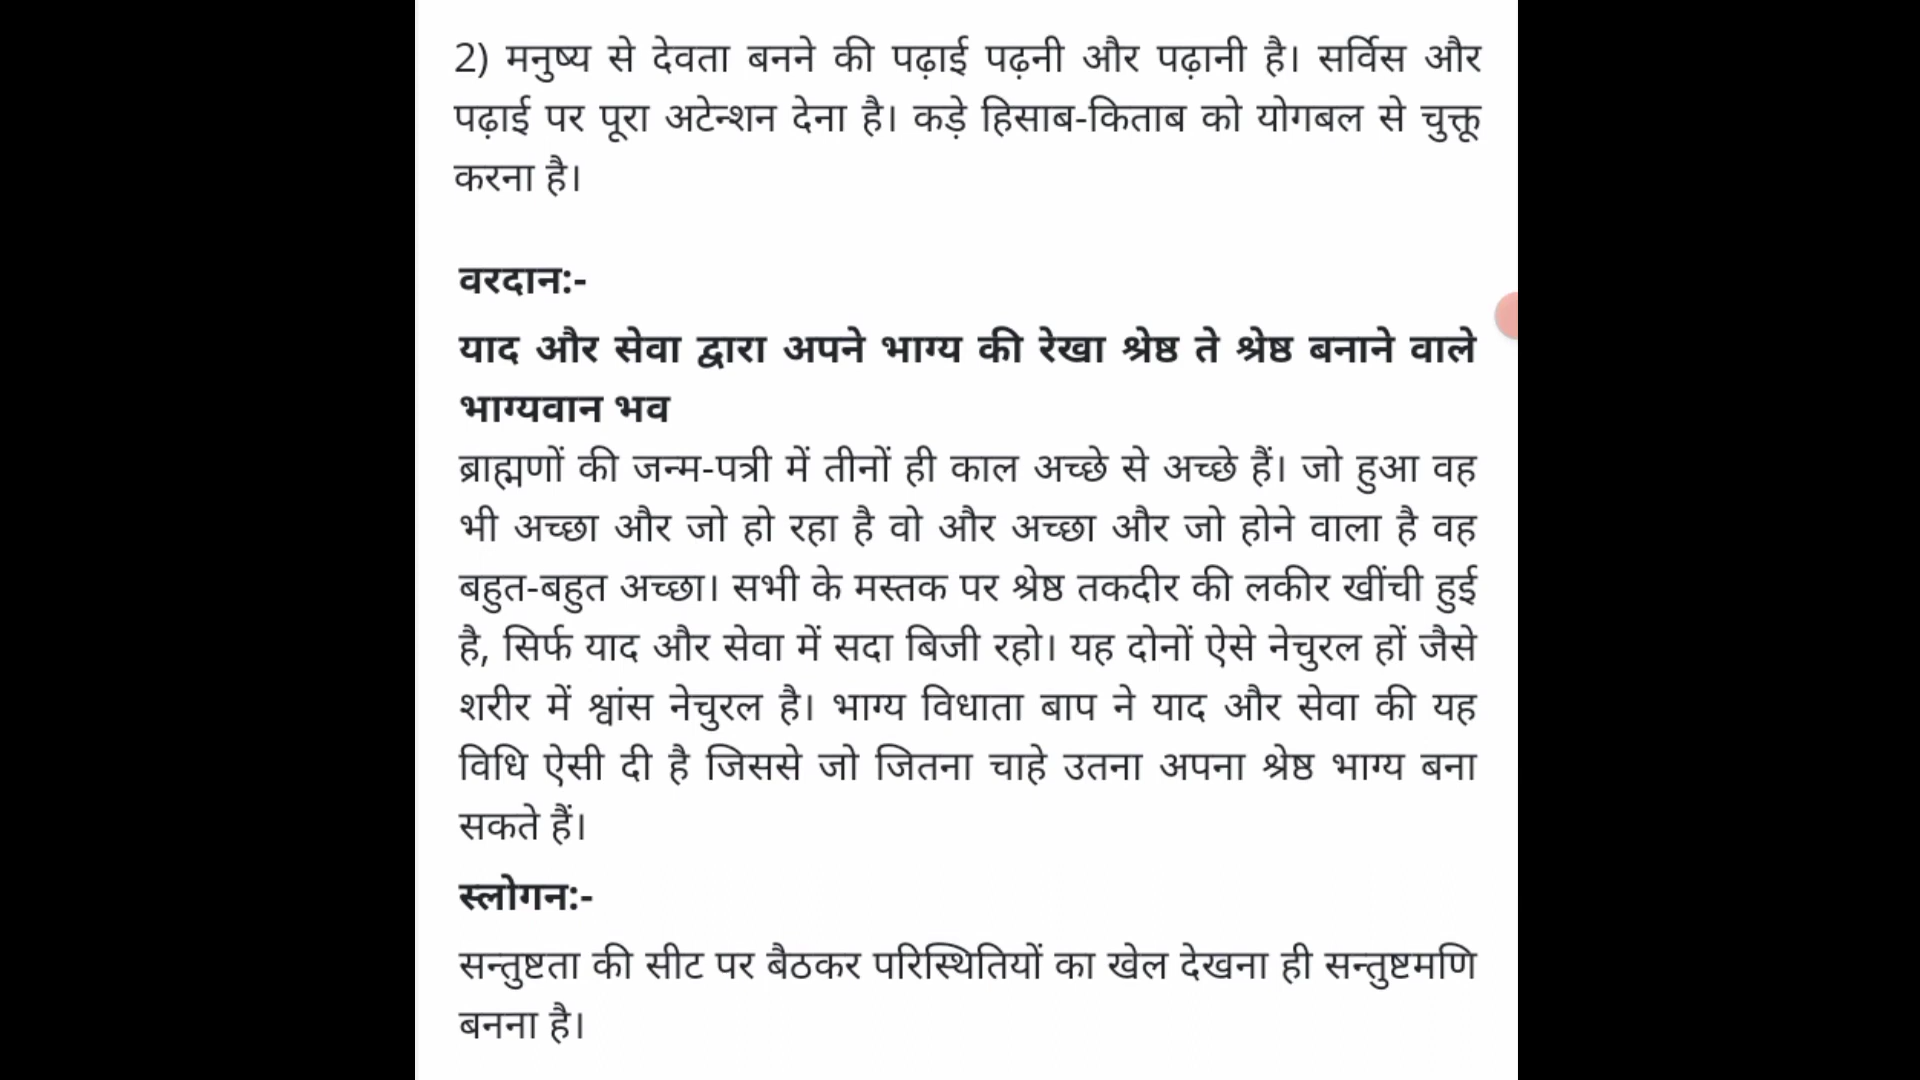 2) मनुष्य से देवता बनने की पढ़ाई पढ़नी और पढ़ानी है। सर्विस और
पढ़ाई पर पूरा अटेन्शन देना है। कड़े हिसाब-किताब को योगबल से चुक्तू
करना है।
वरदान:-
याद और सेवा द्वारा अपने भाग्य की रेखा श्रेष्ठ ते श्रेष्ठ बनाने वाले
भाग्यवान भव
ब्राह्मणों की जन्म-पत्री में तीनों ही काल अच्छे से अच्छे हैं। जो हुआ वह
भी अच्छा और जो हो रहा है वो और अच्छा और जो होने वाला है वह
बहुत-बहुत अच्छा। सभी के मस्तक पर श्रेष्ठ तकदीर की लकीर खींची हुई
है, सिर्फ याद और सेवा में सदा बिजी रहो। यह दोनों ऐसे नेचुरल हों जैसे
शरीर में श्वांस नेचुरल है। भाग्य विधाता बाप ने याद और सेवा की यह
विधि ऐसी दी है जिससे जो जितना चाहे उतना अपना श्रेष्ठ भाग्य बना
सकते हैं।
स्लोगन:-
सन्तुष्टता की सीट पर बैठकर परिस्थितियों का खेल देखना ही सन्तुष्टमणि
बनना है।